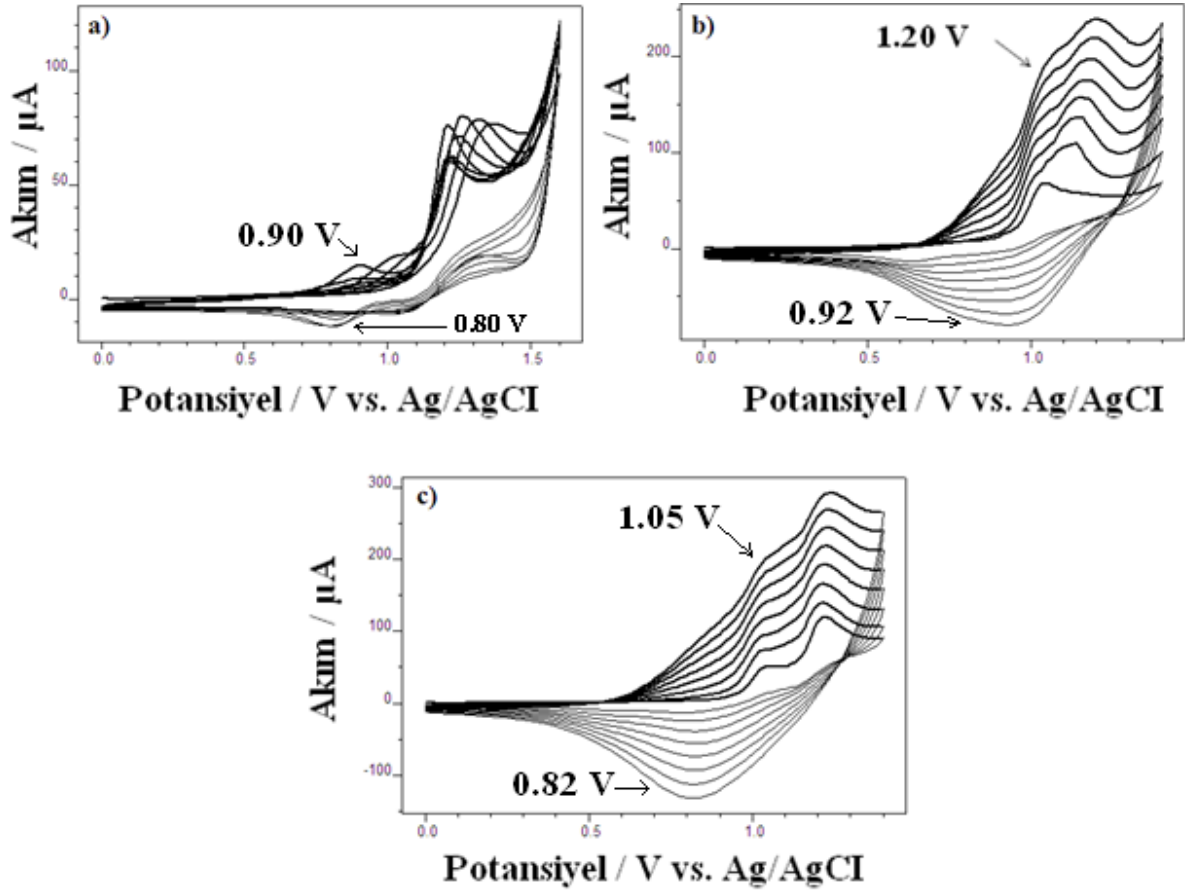 a)
100
50
0
0.90 V
0.80 V
0.0
0.5
1.0
1.5
Akım / µA
Potansiyel / V vs. Ag/AgCI
b)
200
100
0
1.20 V
0.92 V
0.0
0.5
1.0
Akım / µA
Potansiyel / V vs. Ag/AgCI
c)
300
200
100
0
-100
1.05 V
0.82 V
0.0
0.5
1.0
Akım / µA
Potansiyel / V vs. Ag/AgCI